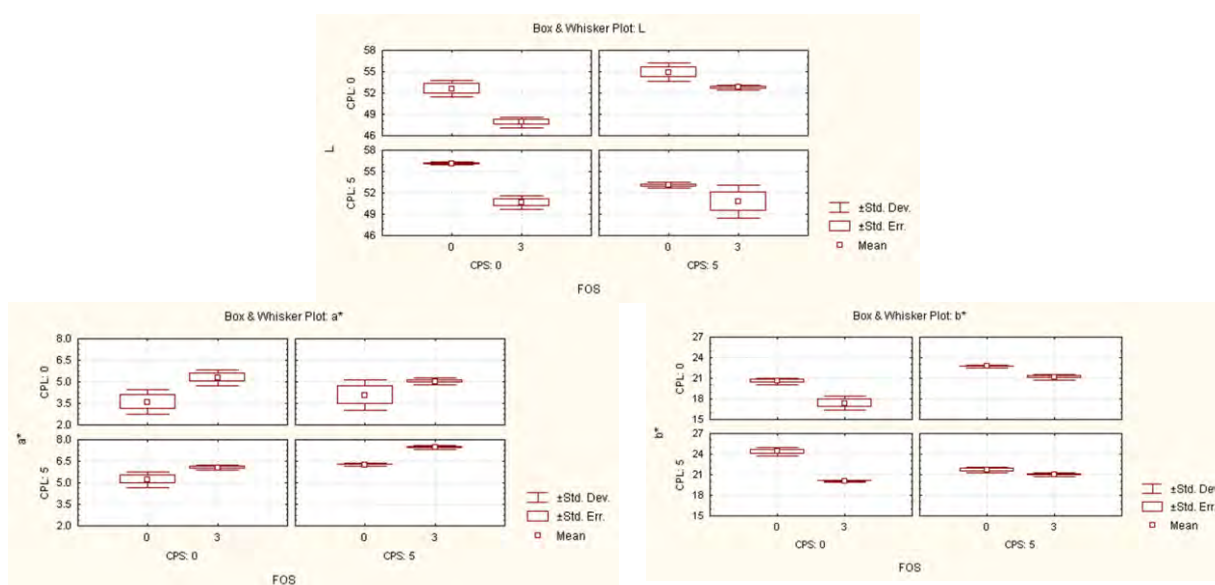 Box & Whisker Plot: L
58
55
52
49
46
CPL: 0
58
55
52
49
46
CPL: 5
L
0 3 0 3
CPS: 0 CPS: 5
FOS
±Std. Dev.
±Std. Err.
Mean
Box & Whisker Plot: a*
8.0
6.5
5.0
3.5
2.0
CPL: 0
8.0
6.5
5.0
3.5
2.0
CPL: 5
a*
0 3 0 3
CPS: 0 CPS: 5
FOS
±Std. Dev.
±Std. Err.
Mean
Box & Whisker Plot: b*
27
24
21
18
15
CPL: 0
27
24
21
18
15
CPL: 5
b*
0 3 0 3
CPS: 0 CPS: 5
FOS
±Std. Dev
±Std. Err
Mean